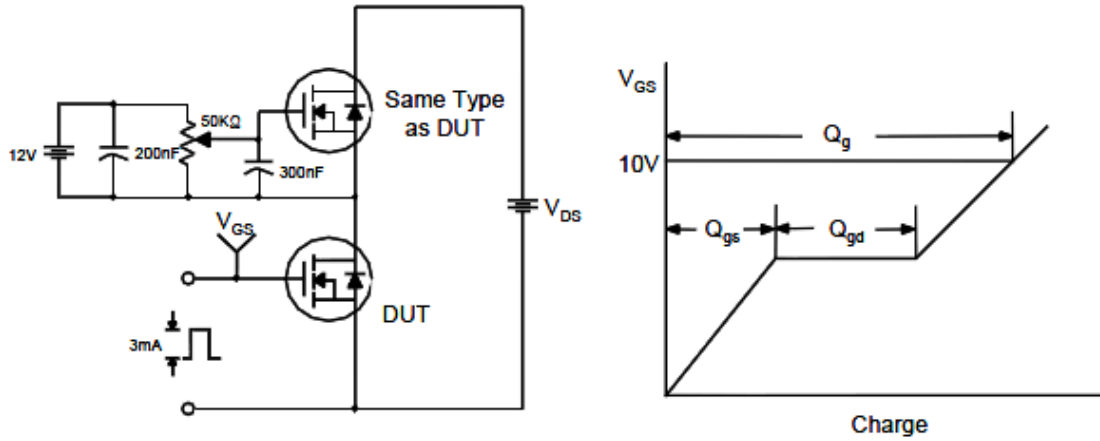 Same Type
as DUT
50KΩ
12V
200nF
300nF
VGS
VDS
DUT
3mA
VGS
Qg
10V
Qgs
Qgd
Charge